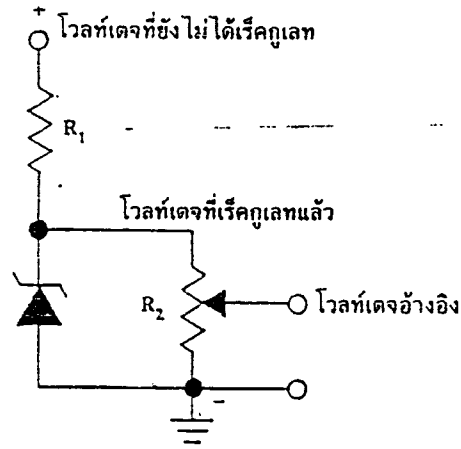 +
โวลท์เตจที่ยังไม่ได้เร็คกูเลท
R1
โวลท์เตจที่เร็คกูเลทแล้ว
R2
โวลท์เตจอ้างอิง
-